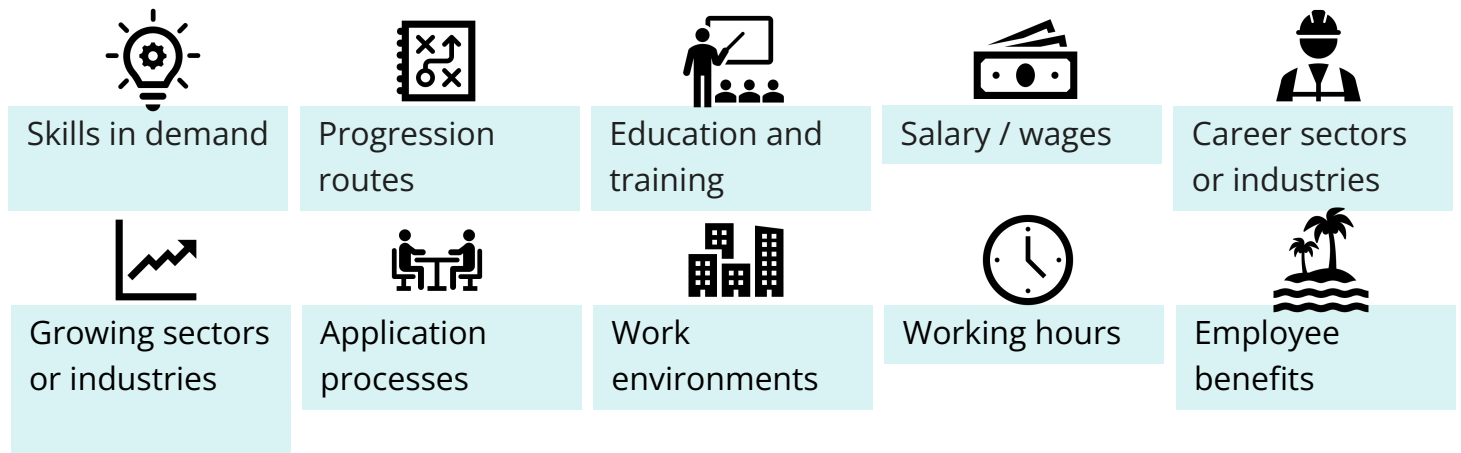 Skills in demand
Progression
routes
Education and
training
Salary / wages
Career sectors
or industries
Growing sectors
or industries
Application
processes
Work
environments
Working hours
Employee
benefits